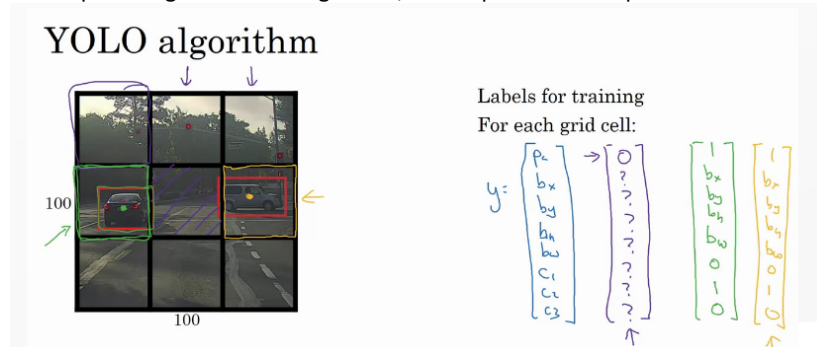 YOLO algorithm
Labels for training
For each grid cell:
y=
Pc
bx
by
bh
bw
C1
C2
C3
0
?
?
?
?
?
?
?
1
bx
by
bh
bw
0
1
0
1
bx
by
bh
bw
0
1
0
100
100